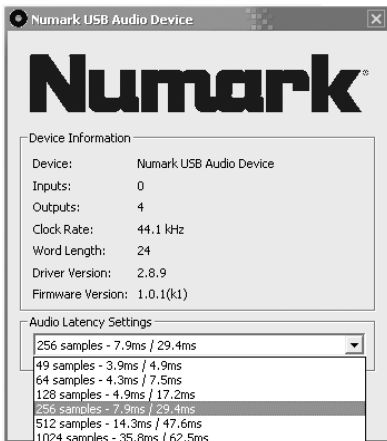 Numark USB Audio Device
Numark®
Device Information
Device: Numark USB Audio Device
Inputs: 0
Outputs: 4
Clock Rate: 44.1 kHz
Word Length: 24
Driver Version: 2.8.9
Firmware Version: 1.0.1(k1)
Audio Latency Settings
256 samples - 7.9ms / 29.4ms
49 samples - 3.9ms / 4.9ms
64 samples - 4.3ms / 7.5ms
128 samples - 4.9ms / 17.2ms
256 samples - 7.9ms / 29.4ms
512 samples - 14.3ms / 47.6ms
1024 samples - 35.8ms / 62.5ms